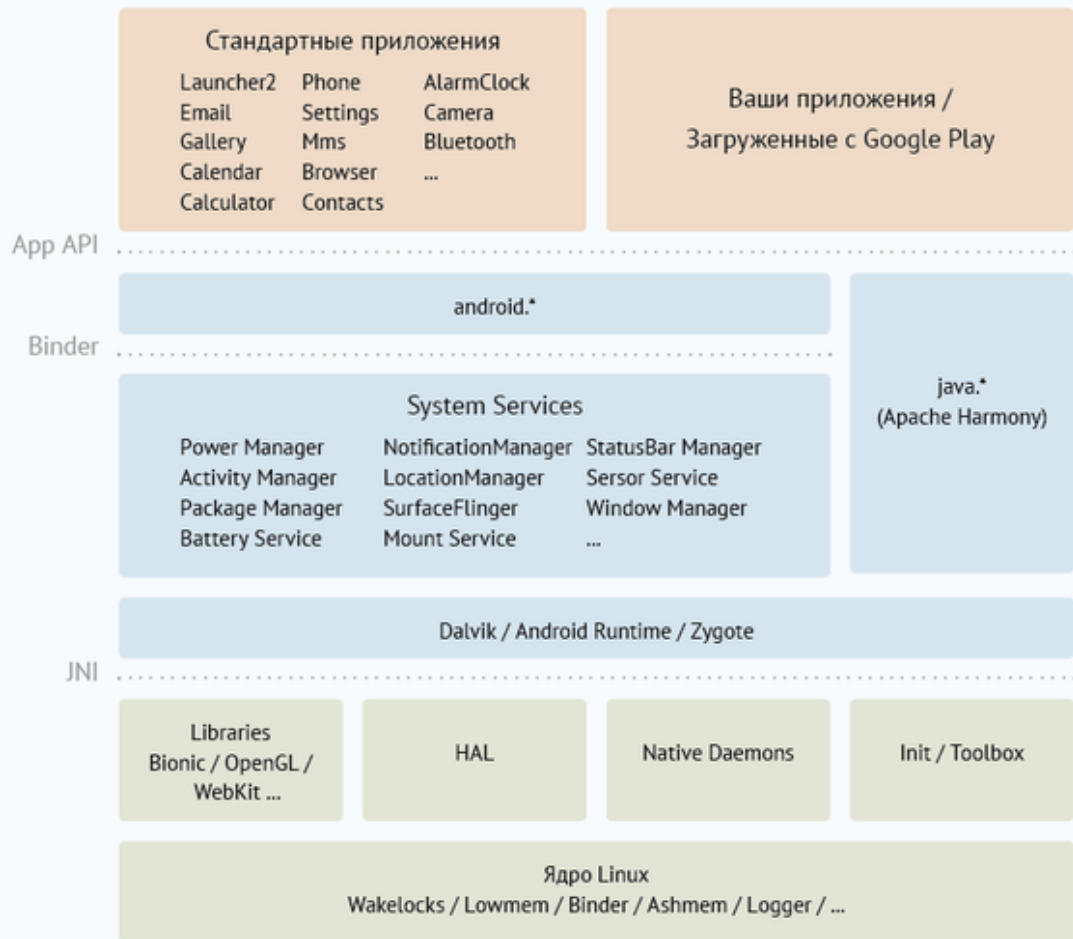 Стандартные приложения
Launcher2 Phone AlarmClock
Email Settings Camera
Gallery Mms Bluetooth
Calendar Browser ...
Calculator Contacts
Ваши приложения /
Загруженные с Google Play
App API
android.*
Binder
java.*
(Apache Harmony)
System Services
Power Manager NotificationManager StatusBar Manager
Activity Manager LocationManager Sersor Service
Package Manager SurfaceFlinger Window Manager
Battery Service Mount Service ...
Dalvik / Android Runtime / Zygote
JNI
Libraries
Bionic / OpenGL /
WebKit ...
HAL
Native Daemons
Init / Toolbox
Ядро Linux
Wakelocks / Lowmem / Binder / Ashmem / Logger / ...